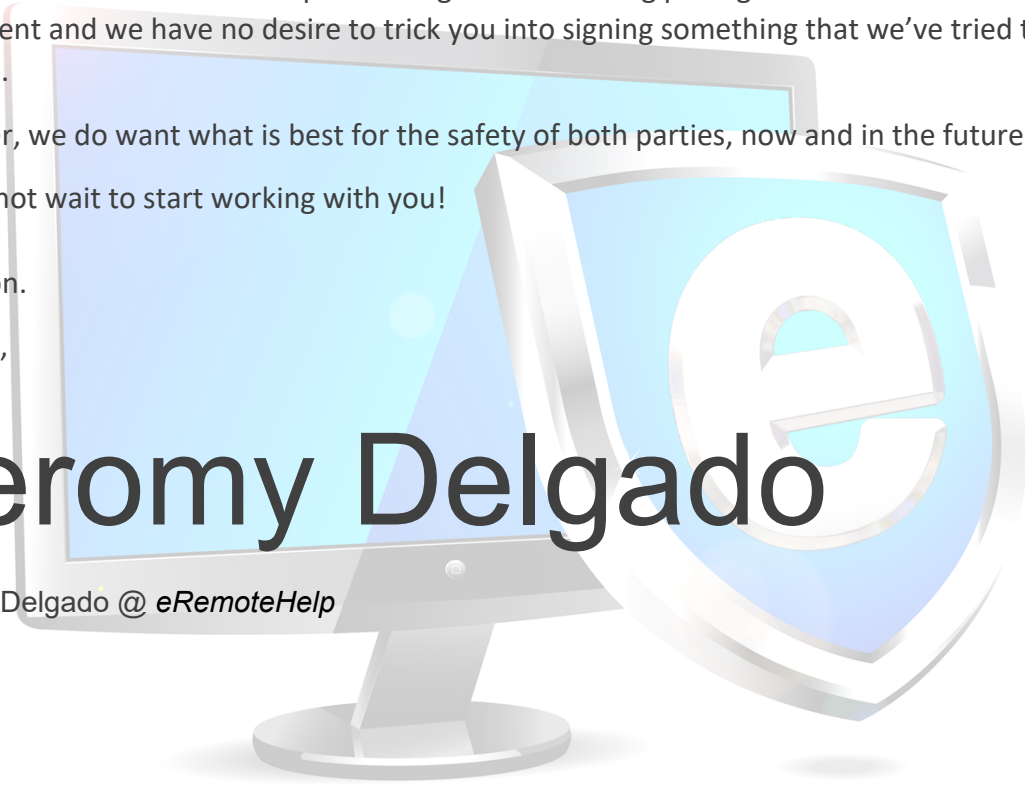 ent and we have no desire to trick you into signing something that we've tried t
.
r, we do want what is best for the safety of both parties, now and in the future
not wait to start working with you!
n.
,
eromy Delgado
e
Delgado @ eRemoteHelp